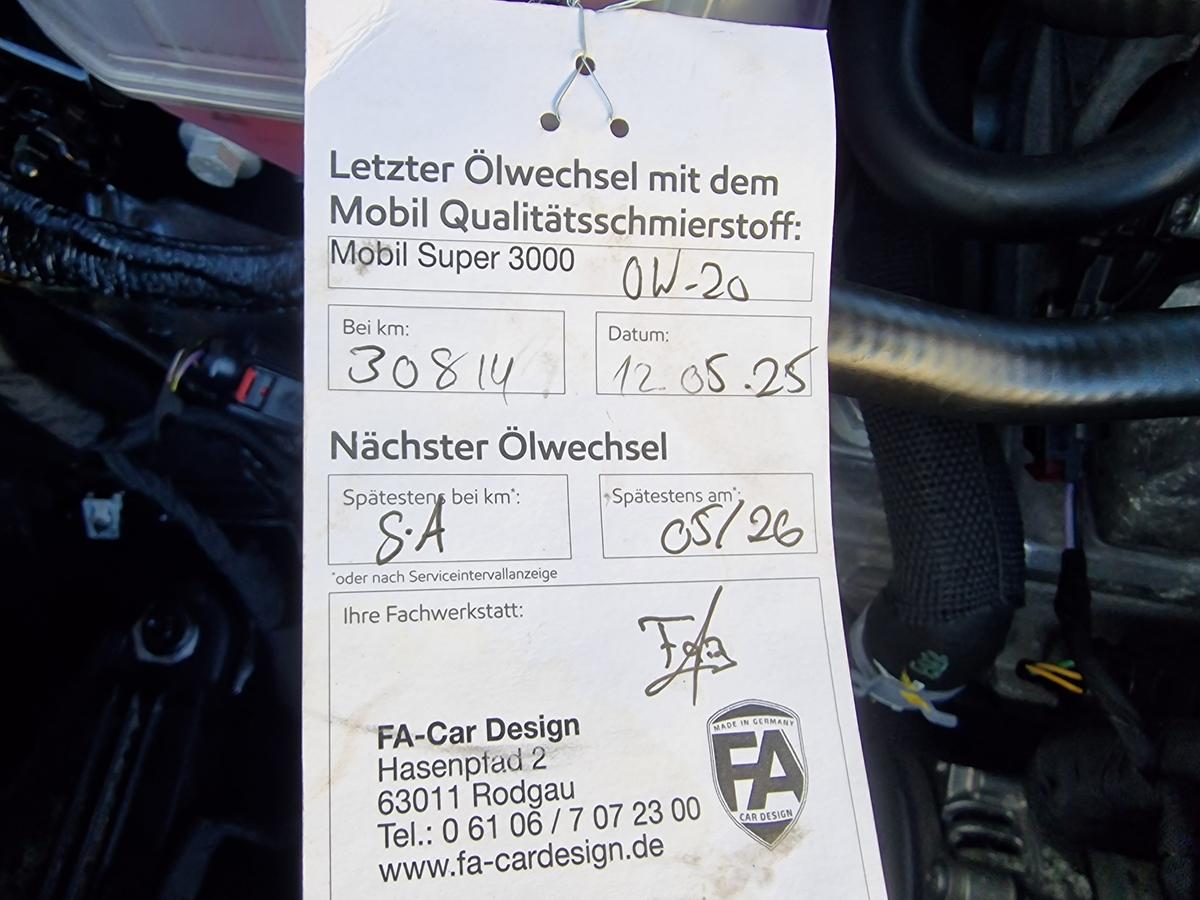 Letzter Ölwechsel mit dem
Mobil Qualitätsschmierstoff:
Mobil Super 3000 0W-20
Bei km: Datum:
30814 12.05.25
Nächster Ölwechsel
Spätestens bei km*: Spätestens am*:
S.A 05/26
*oder nach Serviceintervallanzeige
Ihre Fachwerkstatt:
FA-Car Design
Hasenpfad 2
63011 Rodgau
Tel.: 0 61 06 / 7 07 23 00
www.fa-cardesign.de
MADE IN GERMANY
FA
CAR DESIGN